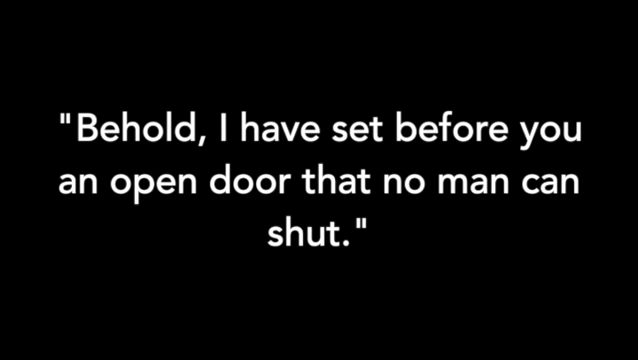 "Behold, I have set before you
an open door that no man can
shut."